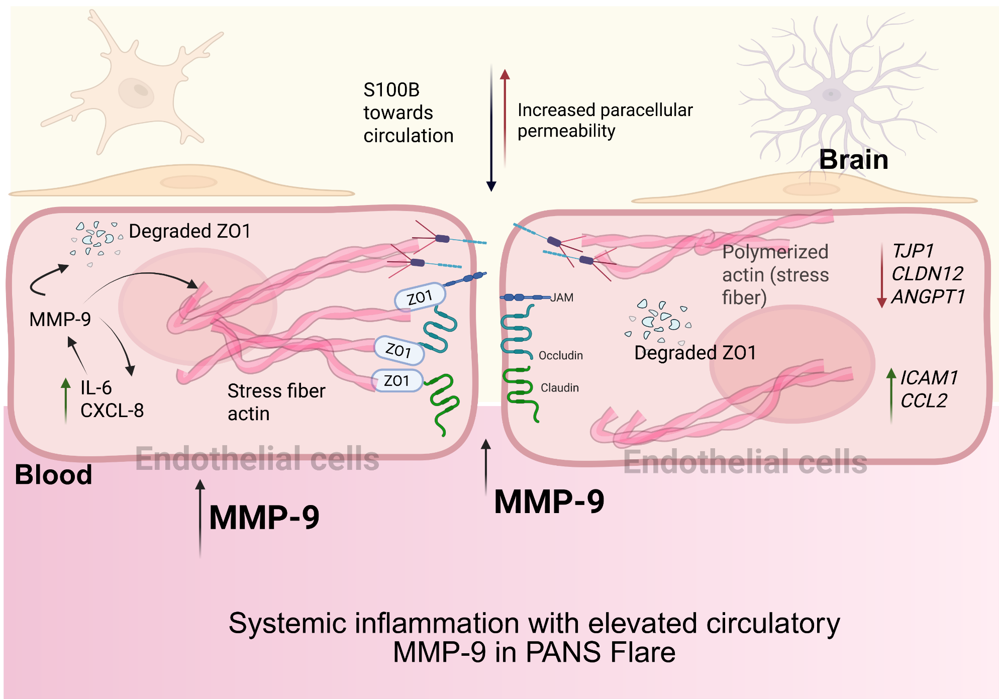 S100B
towards
circulation
Increased paracellular
permeability
Brain
Degraded ZO1
MMP-9
IL-6
CXCL-8
Stress fiber
actin
ZO1
ZO1
ZO1
Endothelial cells
Blood
JAM
Occludin
Claudin
Polymerized
actin (stress
fiber)
Degraded ZO1
TJP1
CLDN12
ANGPT1
ICAM1
CCL2
Endothelial cells
MMP-9
MMP-9
Systemic inflammation with elevated circulatory
MMP-9 in PANS Flare